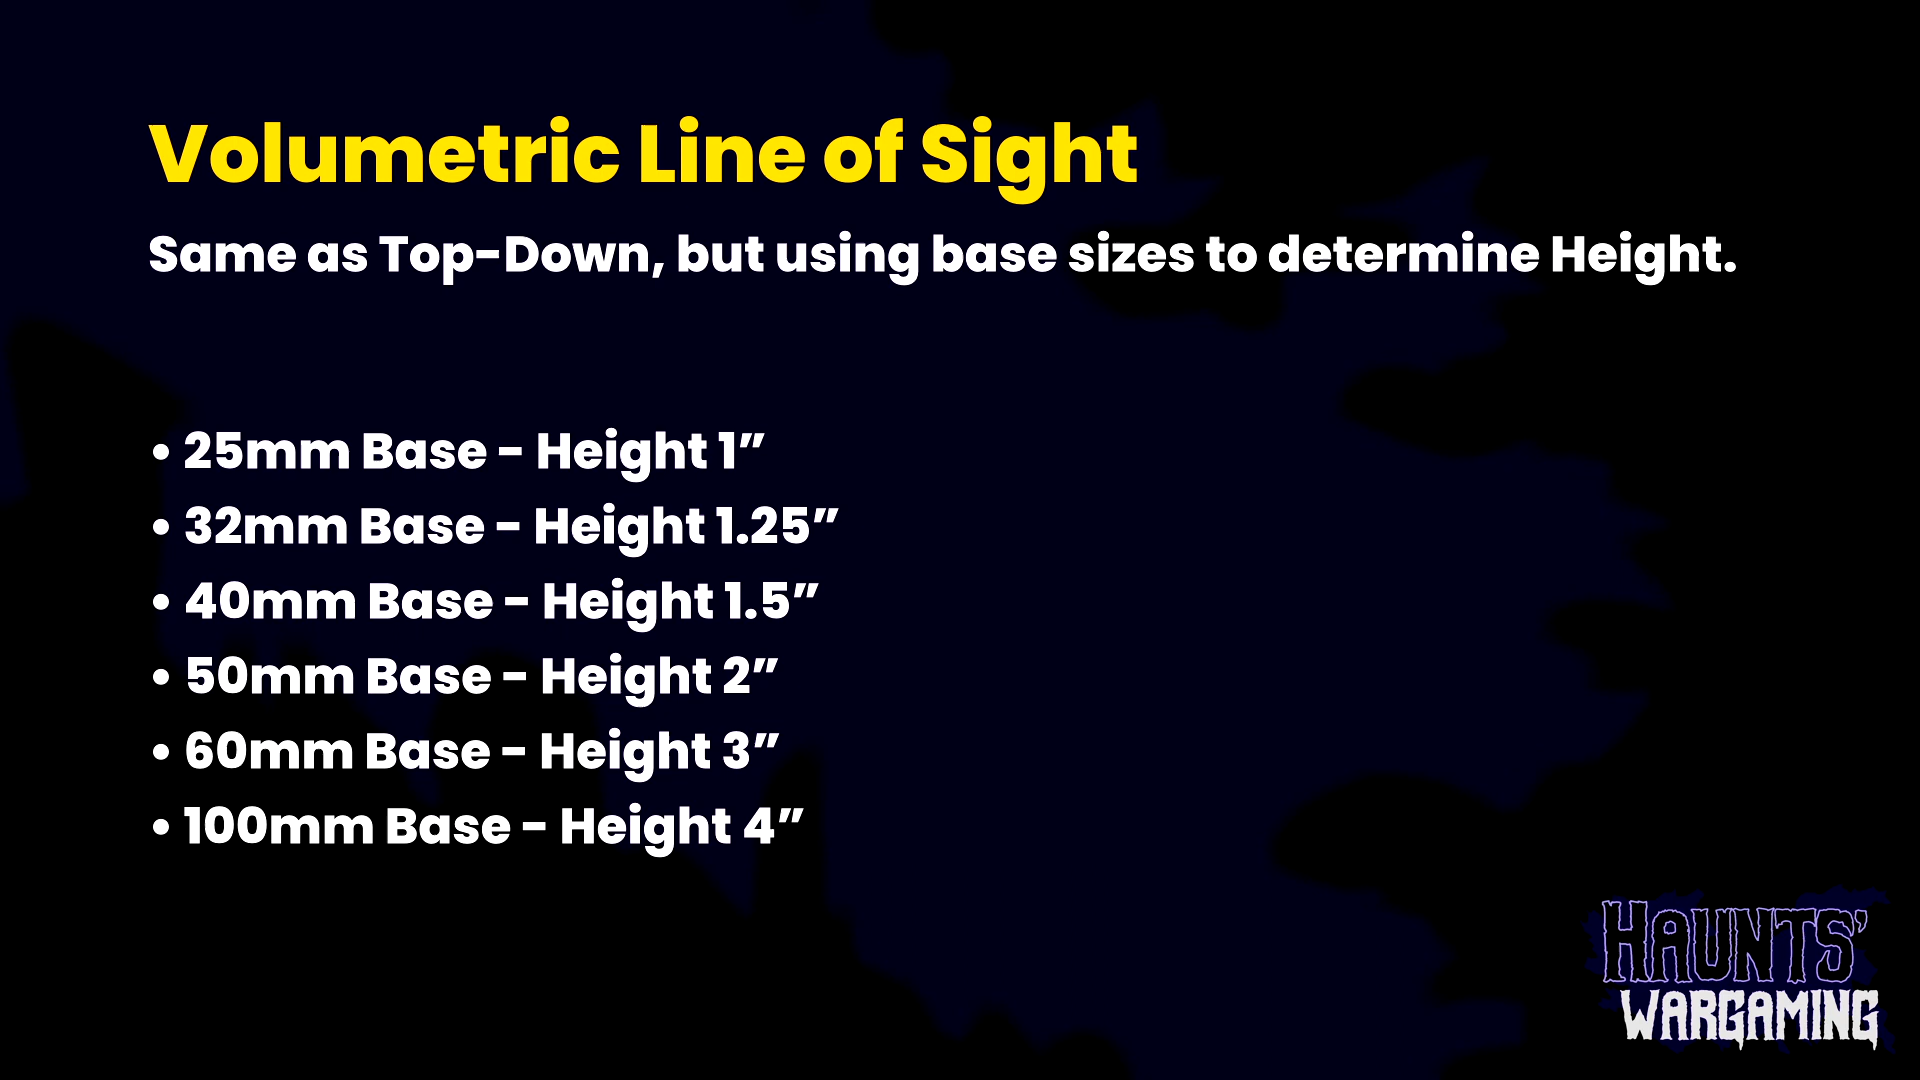 Volumetric Line of Sight
Same as Top-Down, but using base sizes to determine Height.
• 25mm Base - Height 1”
• 32mm Base - Height 1.25”
• 40mm Base - Height 1.5”
• 50mm Base - Height 2”
• 60mm Base - Height 3”
• 100mm Base - Height 4”
HAUNTS’
WARGAMING